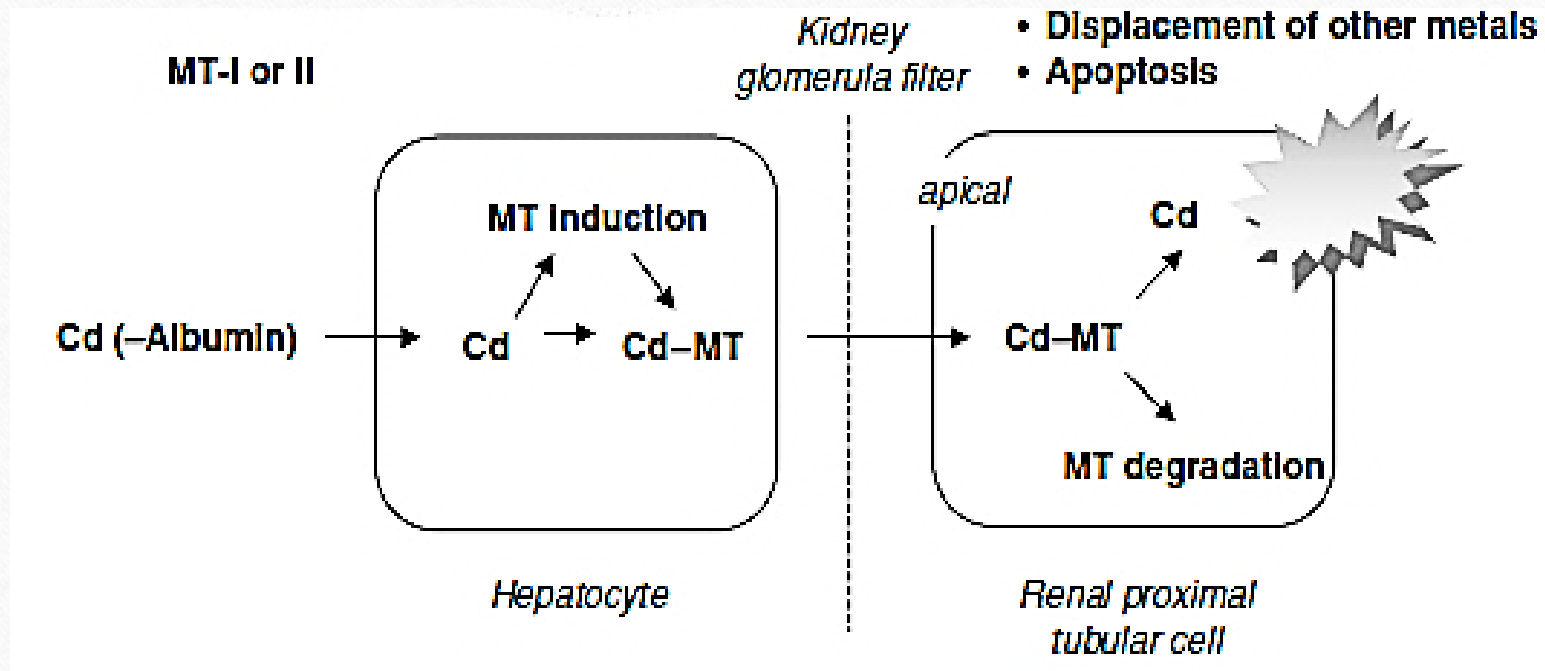 MT-I or II
Kidney
glomerula filter
• Displacement of other metals
• Apoptosis
MT induction
Cd (–Albumin)
Cd
Cd–MT
Hepatocyte
apical
Cd
Cd–MT
MT degradation
Renal proximal
tubular cell